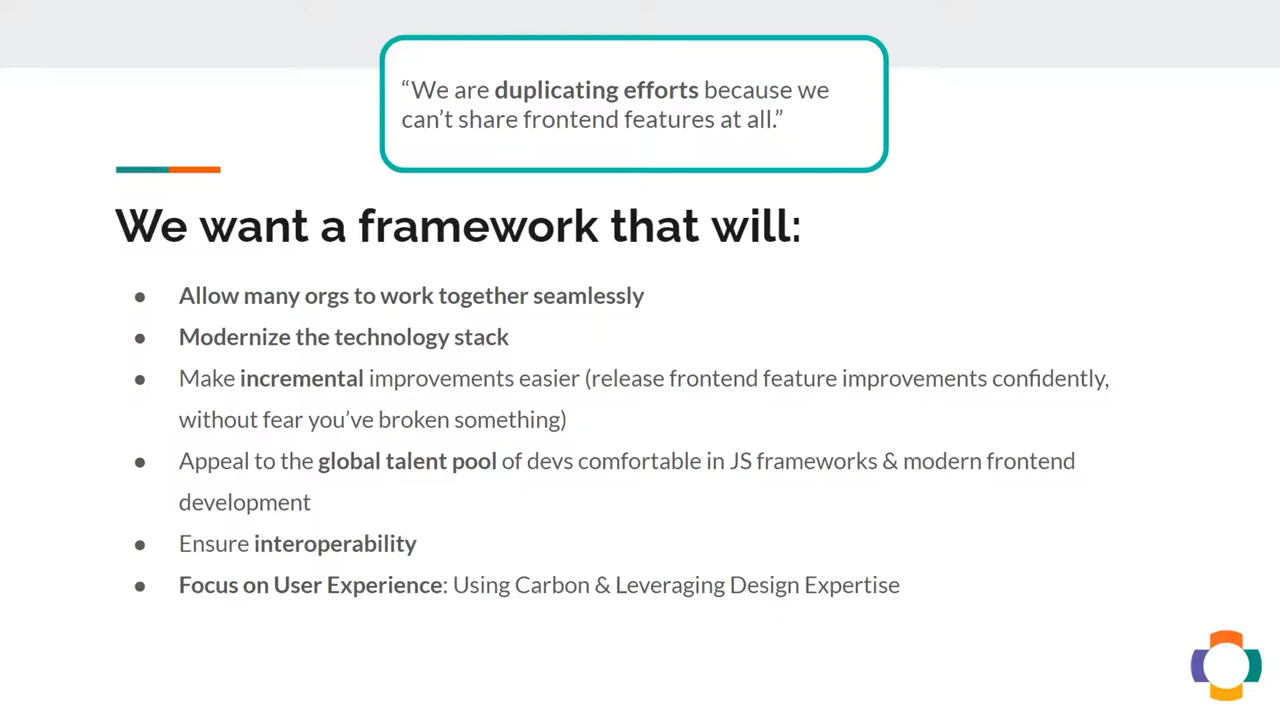 “We are duplicating efforts because we
can’t share frontend features at all.”
We want a framework that will:
● Allow many orgs to work together seamlessly
● Modernize the technology stack
● Make incremental improvements easier (release frontend feature improvements confidently,
without fear you’ve broken something)
● Appeal to the global talent pool of devs comfortable in JS frameworks & modern frontend
development
● Ensure interoperability
● Focus on User Experience: Using Carbon & Leveraging Design Expertise